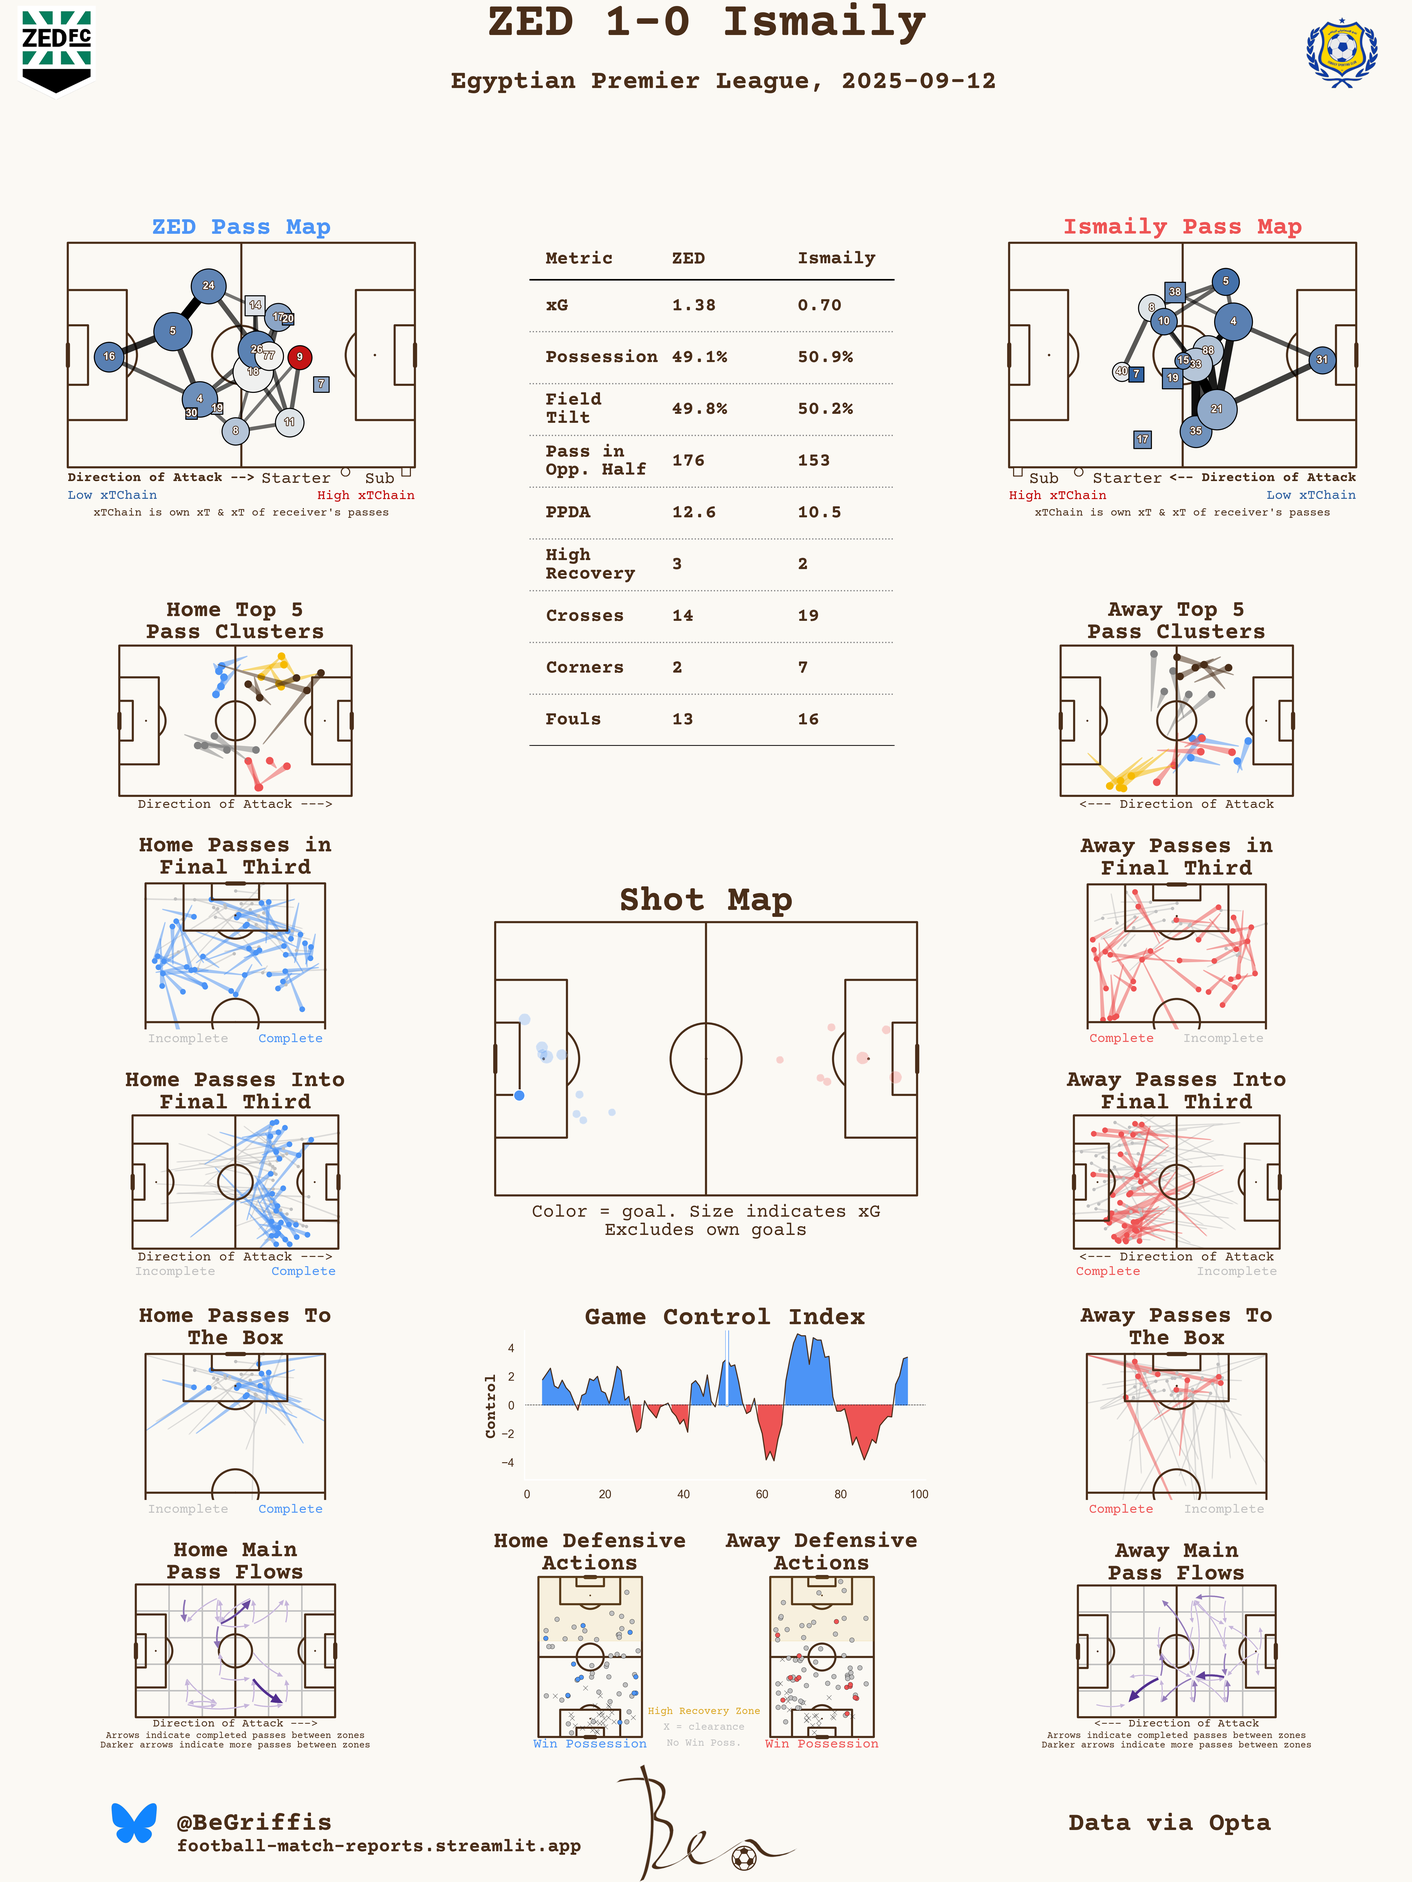 ZED 1-0 Ismaily
Egyptian Premier League, 2025-09-12
ZEDFC
ZED Pass Map
24
14
17
20
5
26
77
16
9
18
7
4
30
19
8
11
Direction of Attack --> Starter Sub
Low xTChain High xTChain
xTChain is own xT & xT of receiver's passes
Metric ZED Ismaily
xG 1.38 0.70
Possession 49.1% 50.9%
Field
Tilt 49.8% 50.2%
Pass in
Opp. Half 176 153
PPDA 12.6 10.5
High
Recovery 3 2
Crosses 14 19
Corners 2 7
Fouls 13 16
Ismaily Pass Map
5
38
8
10
4
88
15
33
31
40
7
19
21
35
17
Sub Starter <-- Direction of Attack
High xTChain Low xTChain
xTChain is own xT & xT of receiver's passes
Home Top 5
Pass Clusters
Direction of Attack --->
Away Top 5
Pass Clusters
<--- Direction of Attack
Home Passes in
Final Third
Incomplete Complete
Away Passes in
Final Third
Complete Incomplete
Shot Map
Color = goal. Size indicates xG
Excludes own goals
Home Passes Into
Final Third
Direction of Attack --->
Incomplete Complete
Away Passes Into
Final Third
<--- Direction of Attack
Complete Incomplete
Home Passes To
The Box
Incomplete Complete
Game Control Index
Control
4
2
0
−2
−4
0 20 40 60 80 100
Away Passes To
The Box
Complete Incomplete
Home Main
Pass Flows
Direction of Attack --->
Arrows indicate completed passes between zones
Darker arrows indicate more passes between zones
Home Defensive
Actions
Win Possession
Away Defensive
Actions
Win Possession
High Recovery Zone
X = clearance
No Win Poss.
Away Main
Pass Flows
<--- Direction of Attack
Arrows indicate completed passes between zones
Darker arrows indicate more passes between zones
@BeGriffis
football-match-reports.streamlit.app
Ben
Data via Opta